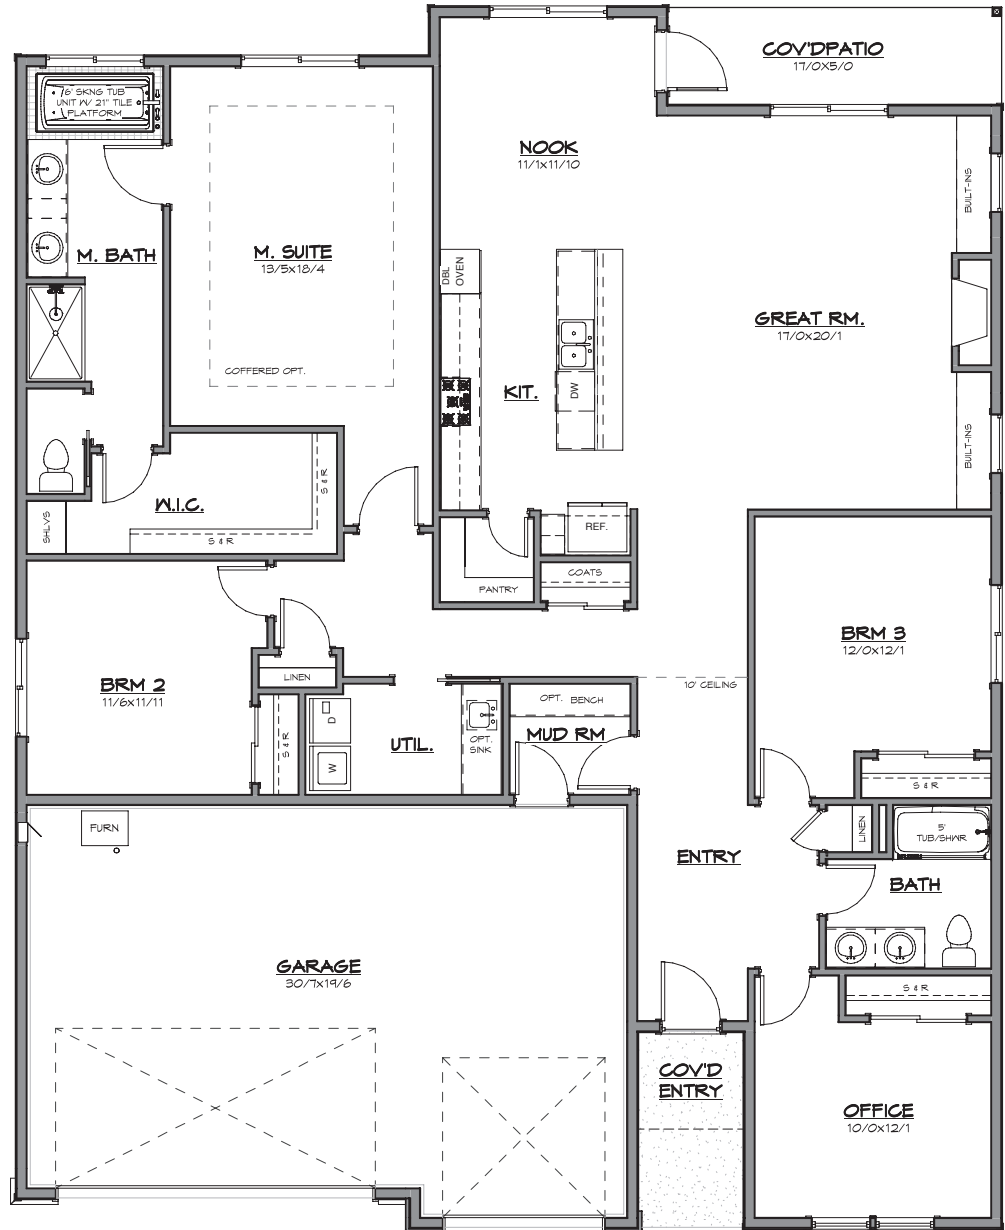 COV'D PATIO
17/0x5/0
6' SKNG TUB
UNIT W/ 21" TILE
PLATFORM
NOOK
11/1x11/10
BUILT-INS
M. BATH
M. SUITE
13/5x18/4
DBL
OVEN
GREAT RM.
17/0x20/1
COFFERED OPT.
KIT.
DW
BUILT-INS
W.I.C.
S & R
SHLVS
S & R
REF.
PANTRY
COATS
BRM 3
12/0x12/1
BRM 2
11/6x11/11
LINEN
10' CEILING
OPT. BENCH
D
W
S & R
UTIL.
OPT.
SINK
MUD RM
S & R
FURN
LINEN
5'
TUB/SHWR
ENTRY
BATH
GARAGE
30/7x19/6
S & R
COV'D
ENTRY
OFFICE
10/0x12/1